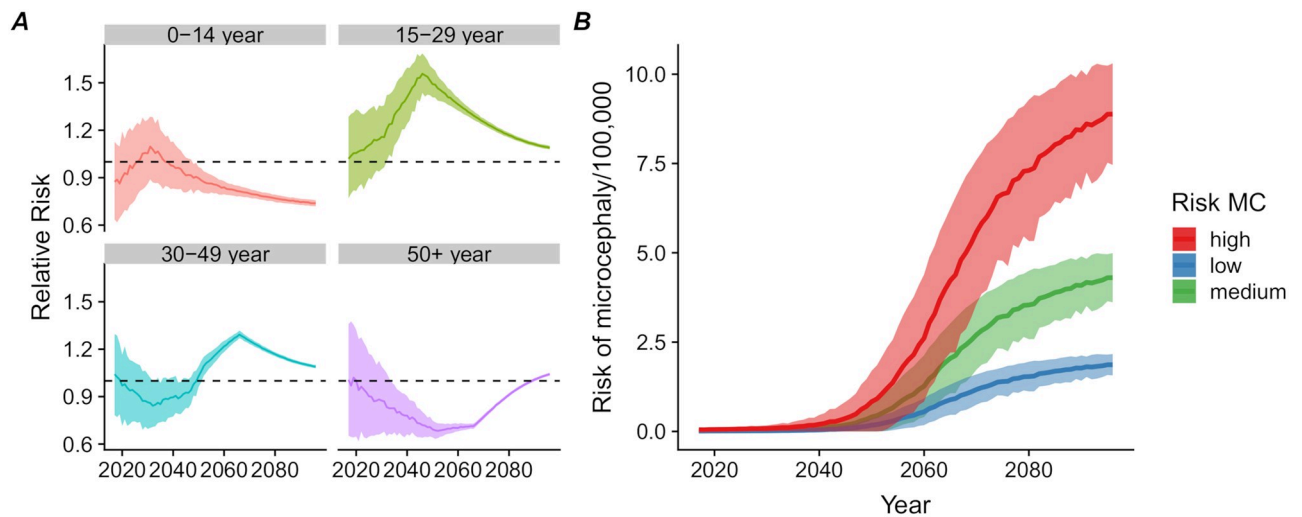 A
B
0−14 year
15−29 year
1.5
1.2
0.9
0.6
30−49 year
50+ year
1.5
1.2
0.9
0.6
Relative Risk
2020 2040 2060 2080
2020 2040 2060 2080
10.0
7.5
5.0
2.5
0.0
Risk of microcephaly/100,000
2020 2040 2060 2080
Year
Risk MC
high
low
medium